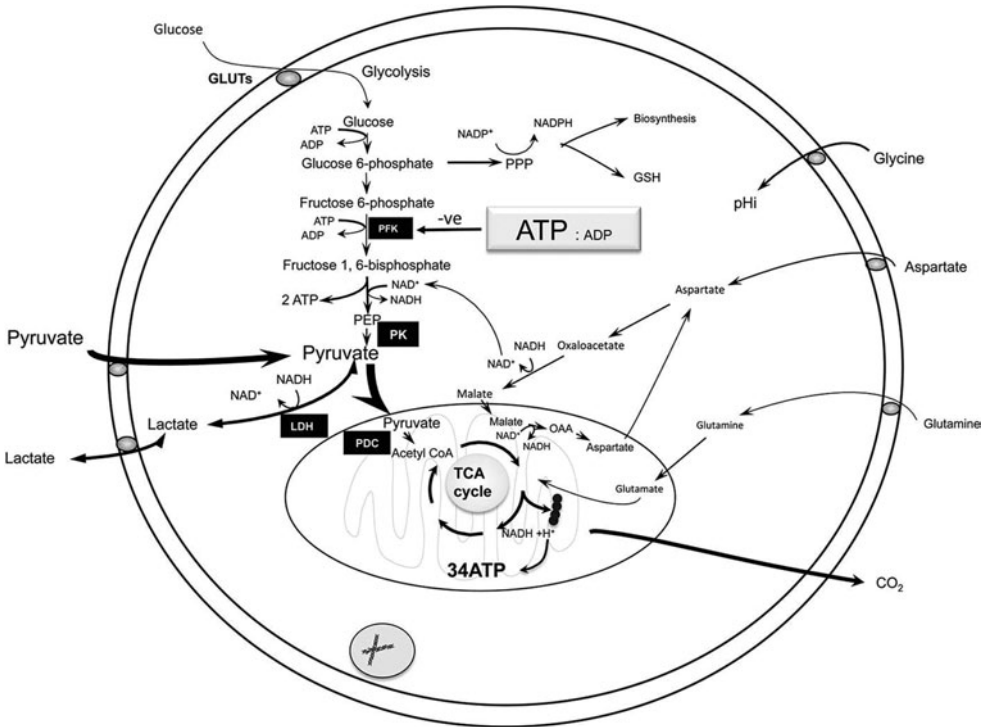 Glucose
GLUTs
Glycolysis
Glucose
ATP
ADP
Glucose 6-phosphate
NADP+
NADPH
PPP
Biosynthesis
GSH
Glycine
pHi
Fructose 6-phosphate
ATP
ADP
PFK
-ve
ATP : ADP
Fructose 1, 6-bisphosphate
2 ATP
NAD+
NADH
PEP
PK
Aspartate
Aspartate
Oxaloacetate
NADH
NAD+
Malate
Pyruvate
Pyruvate
NAD+
NADH
LDH
Lactate
Lactate
PDC
Pyruvate
Acetyl CoA
Malate
NAD+
OAA
NADH
Aspartate
Glutamine
Glutamine
Glutamate
TCA
cycle
NADH +H+
34ATP
CO2